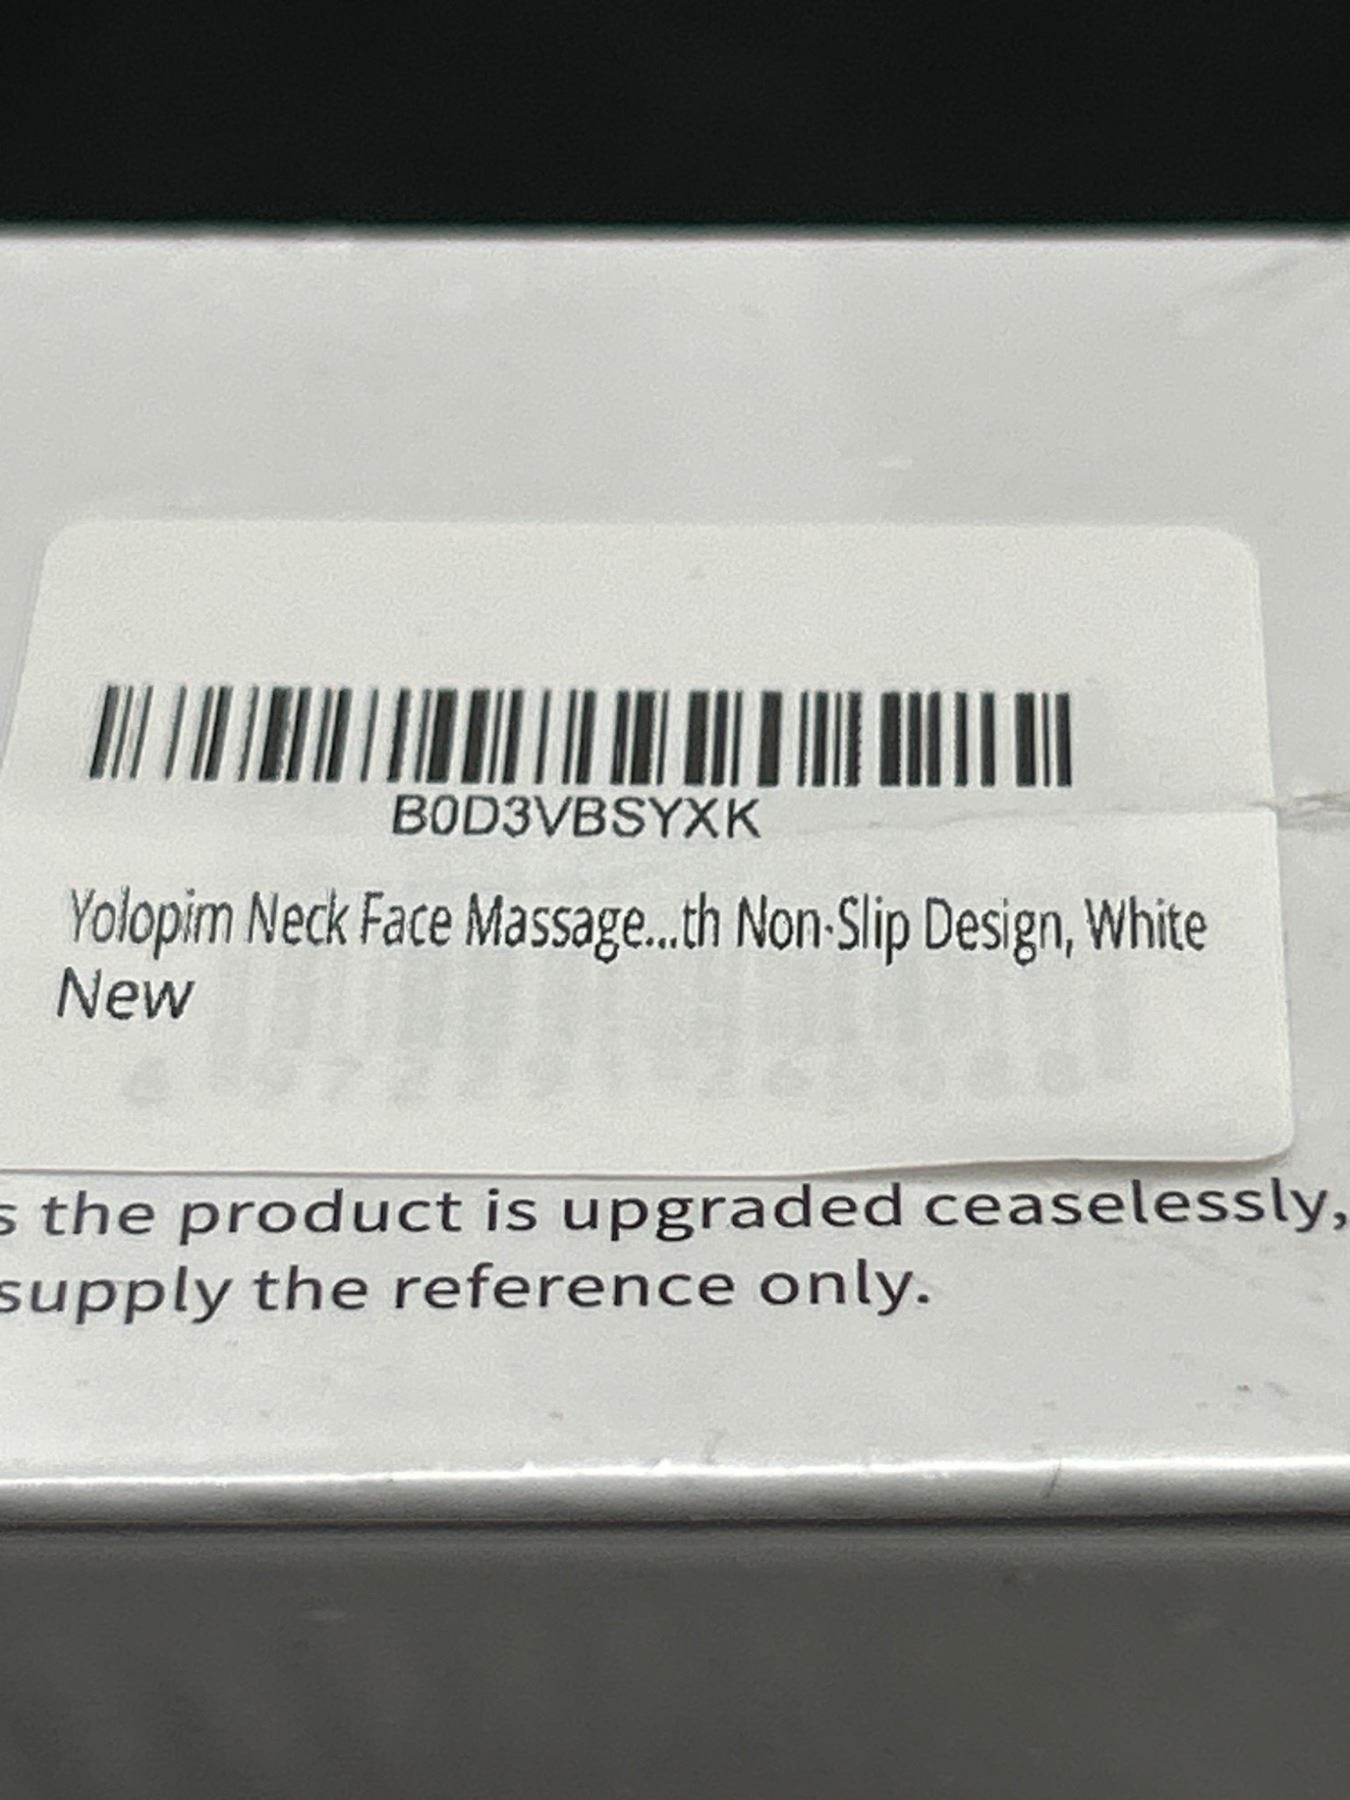 B0D3VBSYXK
Yolopim Neck Face Massage...th Non-Slip Design, White
New
s the product is upgraded ceaselessly,
supply the reference only.